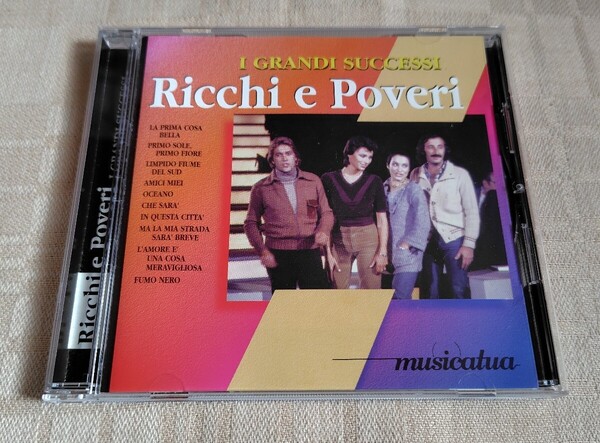 I GRANDI SUCCESSI
Ricchi e Poveri
LA PRIMA COSA
BELLA
PRIMO SOLE,
PRIMO FIORE
LIMPIDO FIUME
DEL SUD
AMICI MIEI
OCEANO
CHE SARA'
IN QUESTA CITTA'
MA LA MIA STRADA
SARA' BREVE
L'AMORE E'
UNA COSA
MERAVIGLIOSA
FUMO NERO
musicatua
Ricchi e Poveri
I GRANDI SUCCESSI